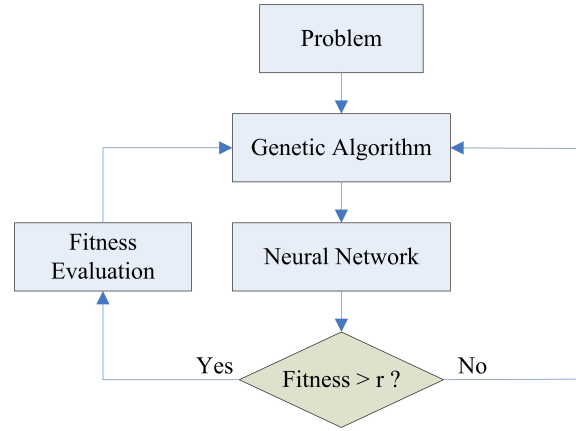 Problem
Genetic Algorithm
Fitness
Evaluation
Neural Network
Yes
Fitness > r ?
No